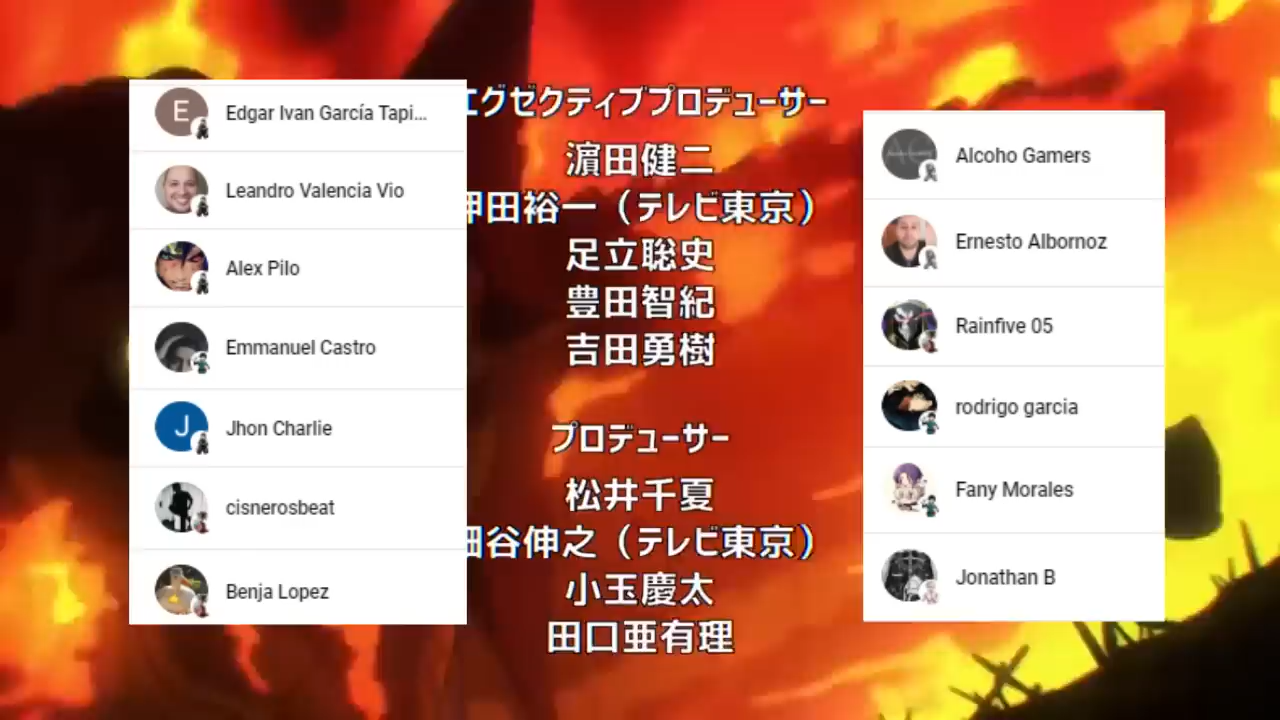 E
Edgar Ivan García Tapi...
Leandro Valencia Vio
Alex Pilo
Emmanuel Castro
J
Jhon Charlie
cisnerosbeat
Benja Lopez
エグゼクティブプロデューサー
濵田健二
田裕一（テレビ東京）
足立聡史
豊田智紀
吉田勇樹
プロデューサー
松井千夏
谷伸之（テレビ東京）
小玉慶太
田口亜有理
Alcoho Gamers
Ernesto Albornoz
Rainfive 05
rodrigo garcia
Fany Morales
Jonathan B